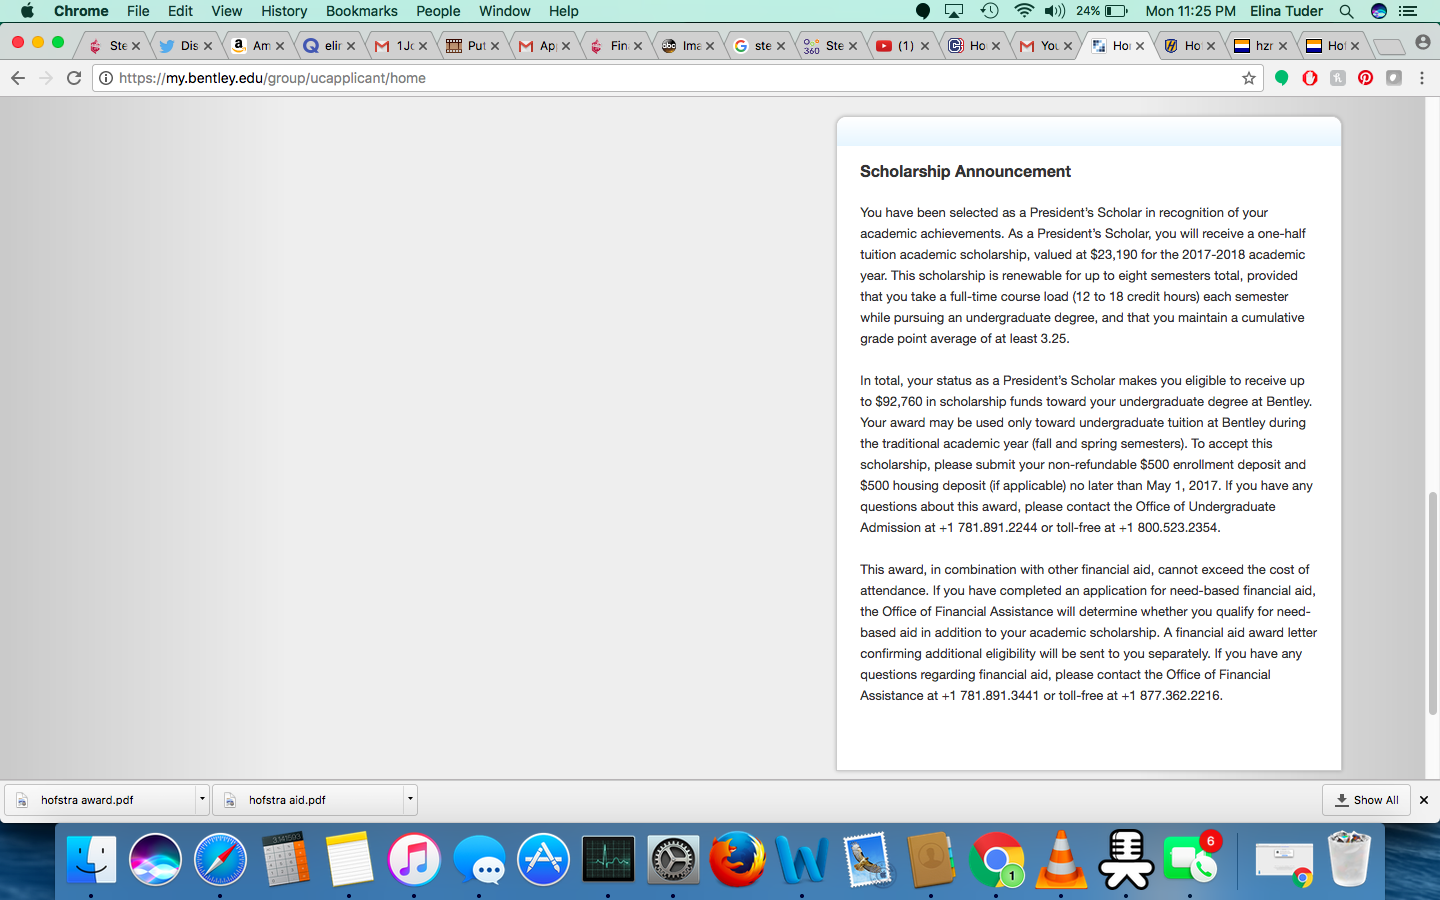 Chrome File Edit View History Bookmarks People Window Help 24% Mon 11:25 PM Elina Tuder
Ste Dis Am elin 1Jo Put App Fin Ima ste Ste (1) Ho You Hor Ho hzr Hof
https://my.bentley.edu/group/ucapplicant/home
Scholarship Announcement
You have been selected as a President's Scholar in recognition of your
academic achievements. As a President's Scholar, you will receive a one-half
tuition academic scholarship, valued at $23,190 for the 2017-2018 academic
year. This scholarship is renewable for up to eight semesters total, provided
that you take a full-time course load (12 to 18 credit hours) each semester
while pursuing an undergraduate degree, and that you maintain a cumulative
grade point average of at least 3.25.
In total, your status as a President's Scholar makes you eligible to receive up
to $92,760 in scholarship funds toward your undergraduate degree at Bentley.
Your award may be used only toward undergraduate tuition at Bentley during
the traditional academic year (fall and spring semesters). To accept this
scholarship, please submit your non-refundable $500 enrollment deposit and
$500 housing deposit (if applicable) no later than May 1, 2017. If you have any
questions about this award, please contact the Office of Undergraduate
Admission at +1 781.891.2244 or toll-free at +1 800.523.2354.
This award, in combination with other financial aid, cannot exceed the cost of
attendance. If you have completed an application for need-based financial aid,
the Office of Financial Assistance will determine whether you qualify for need-
based aid in addition to your academic scholarship. A financial aid award letter
confirming additional eligibility will be sent to you separately. If you have any
questions regarding financial aid, please contact the Office of Financial
Assistance at +1 781.891.3441 or toll-free at +1 877.362.2216.
hofstra award.pdf hofstra aid.pdf Show All
3.141503
1 6